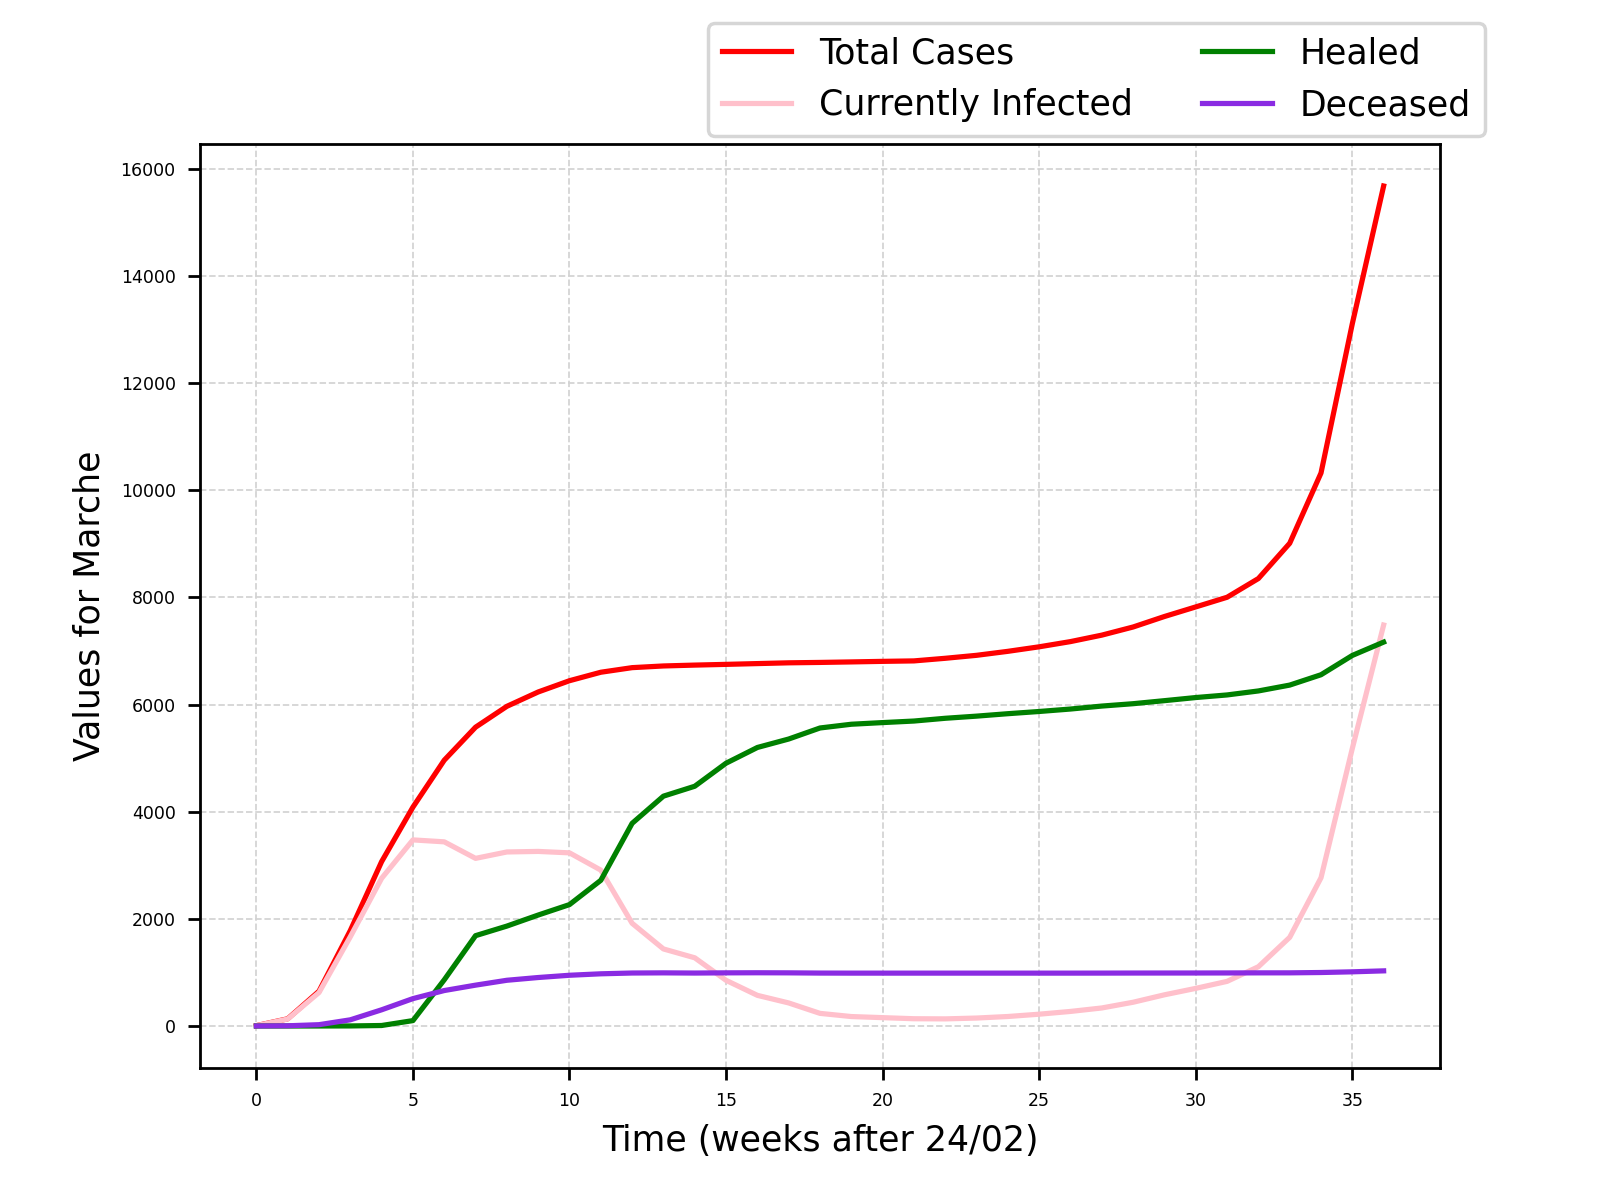 Total Cases
Currently Infected
Healed
Deceased
16000
14000
12000
10000
8000
6000
4000
2000
0
Values for Marche
0 5 10 15 20 25 30 35
Time (weeks after 24/02)